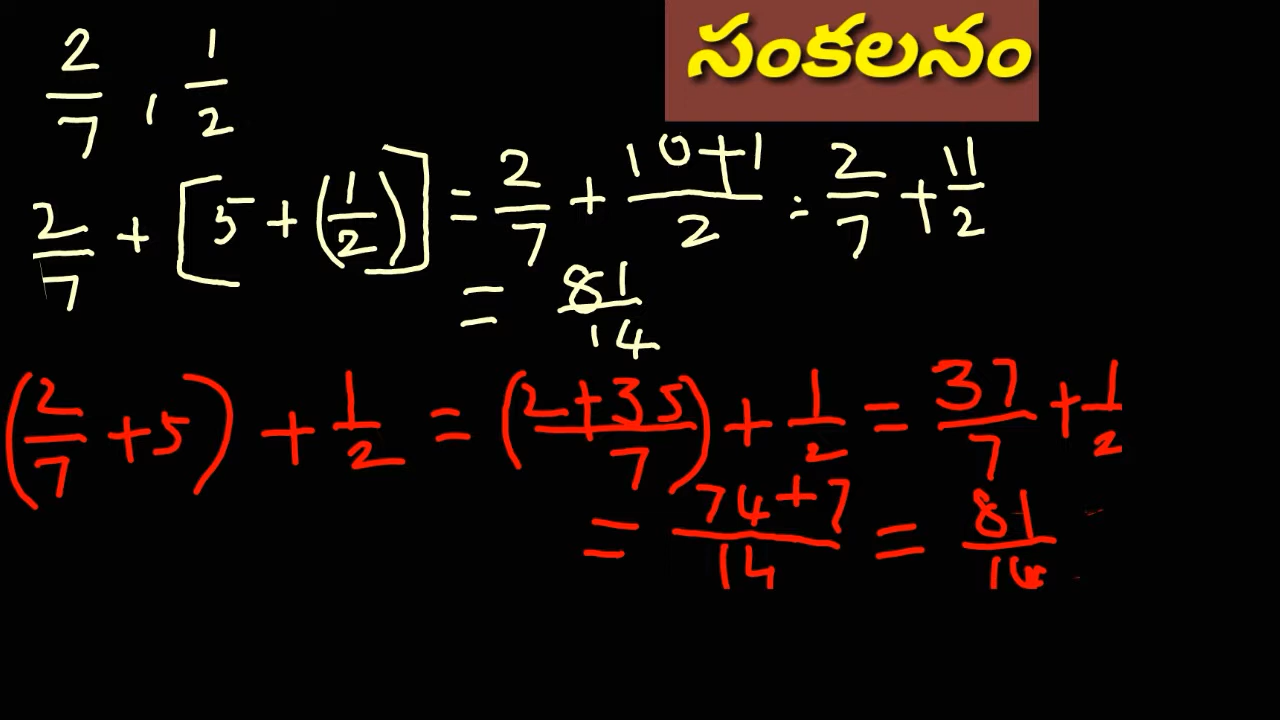 సంకలనం
2/7 , 1/2
2/7 + [5 + (1/2)] = 2/7 + 10+1/2 = 2/7 + 11/2
= 81/14
(2/7 + 5) + 1/2 = (2+35/7) + 1/2 = 37/7 + 1/2
= 74+7/14 = 81/14